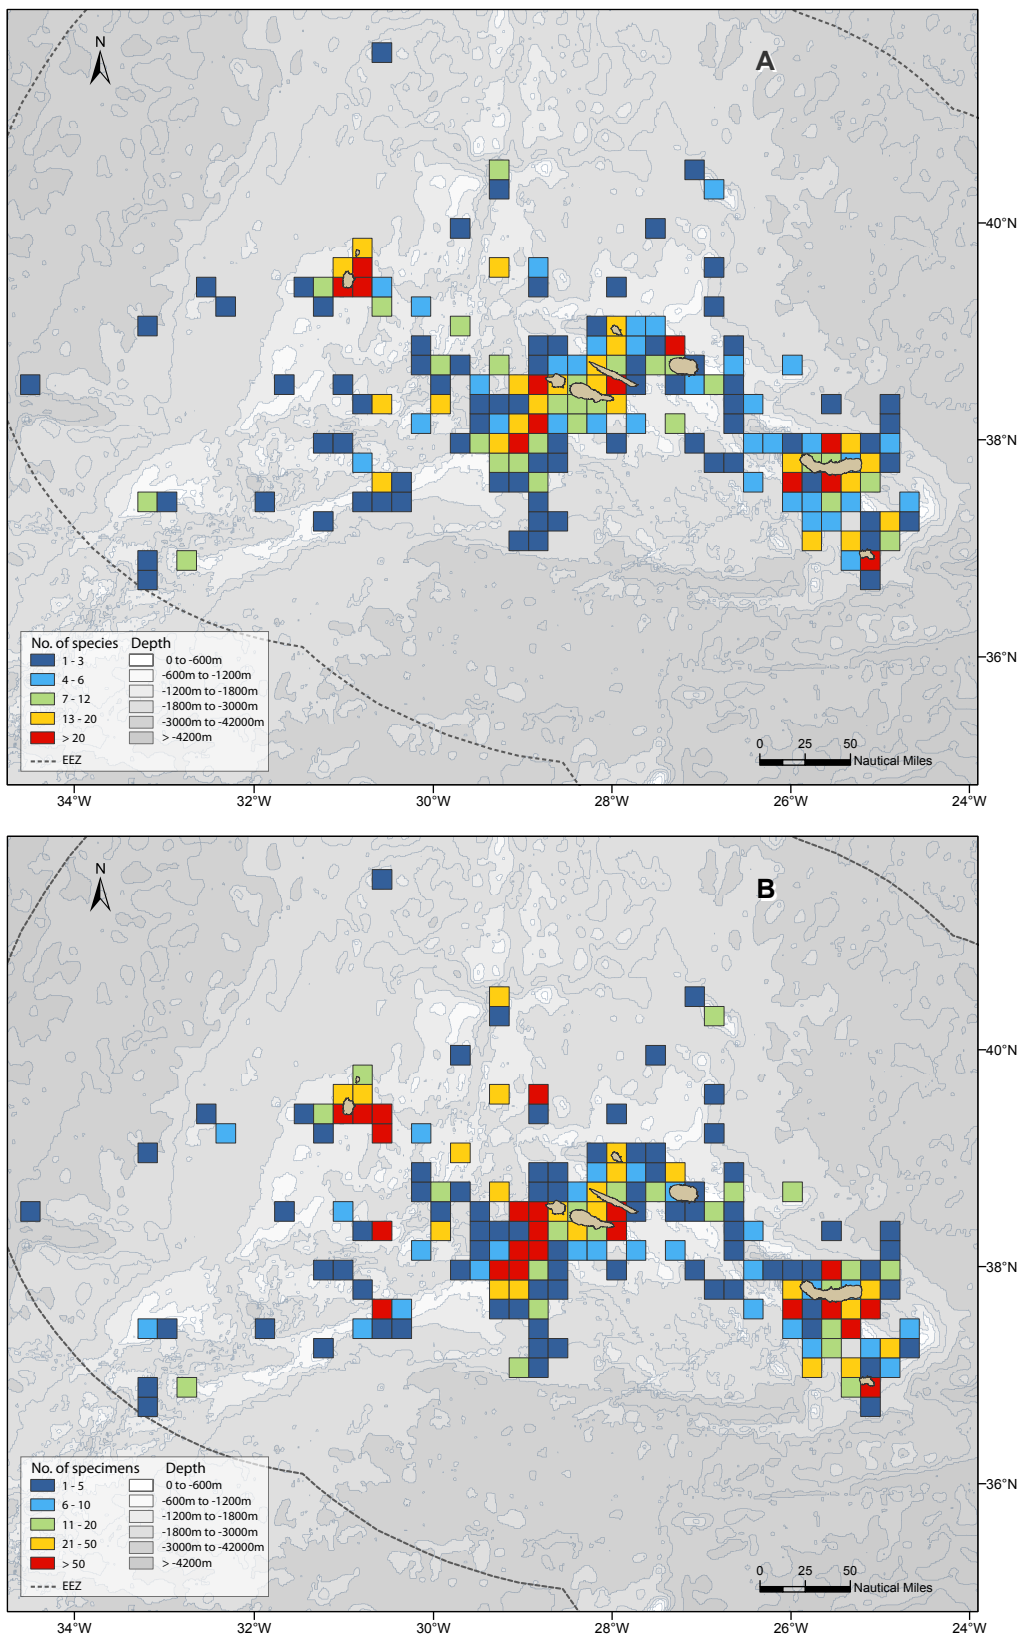 N
A
40°N
38°N
36°N
No. of species Depth
1 - 3 0 to -600m
4 - 6 -600m to -1200m
7 - 12 -1200m to -1800m
13 - 20 -1800m to -3000m
> 20 -3000m to -42000m
> -4200m
EEZ
0 25 50
Nautical Miles
34°W 32°W 30°W 28°W 26°W 24°W
N
B
40°N
38°N
36°N
No. of specimens Depth
1 - 5 0 to -600m
6 - 10 -600m to -1200m
11 - 20 -1200m to -1800m
21 - 50 -1800m to -3000m
> 50 -3000m to -42000m
> -4200m
EEZ
0 25 50
Nautical Miles
34°W 32°W 30°W 28°W 26°W 24°W